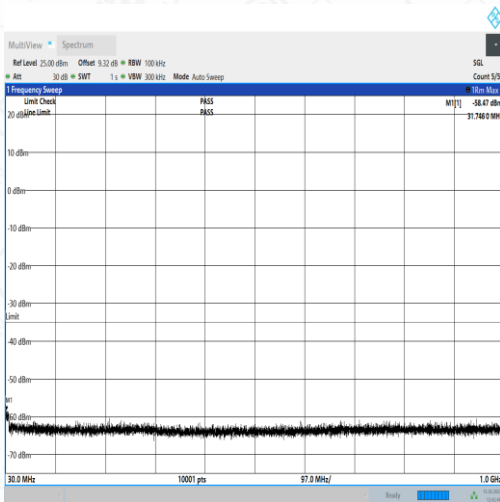 MultiView Spectrum
Ref Level 25.00 dBm Offset 9.32 dB RBW 100 kHz SGL
Att 30 dB SWT 1 s VBW 300 kHz Mode Auto Sweep Count 5/5
1 Frequency Sweep 1Rm Max
Limit Check PASS M1[1] -58.47 dBm
Line Limit PASS 31.7460 MH
20 dBm
10 dBm
0 dBm
-10 dBm
-20 dBm
-30 dBm
Limit
-40 dBm
-50 dBm
M1
-60 dBm
-70 dBm
30.0 MHz 10001 pts 97.0 MHz/ 1.0 GHz
Ready